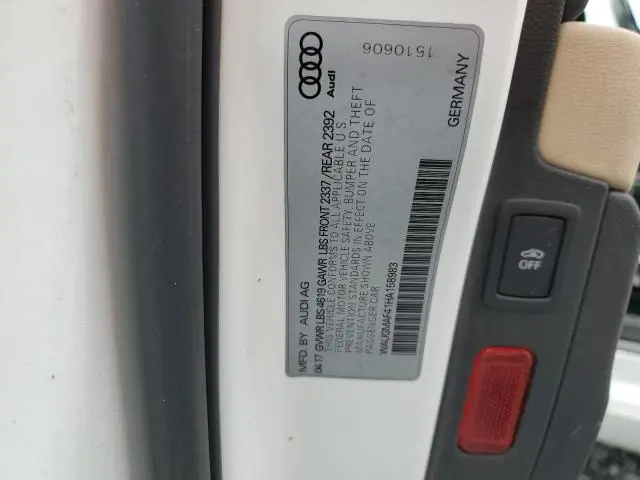 MFD. BY AUDI AG
04 17 GVWR LBS 4619 GAWR LBS FRONT 2337 / REAR 2392
THIS VEHICLE CONFORMS TO ALL APPLICABLE U S
FEDERAL MOTOR VEHICLE SAFETY, BUMPER AND THEFT
PREVENTION STANDARDS IN EFFECT ON THE DATE OF
MANUFACTURE SHOWN ABOVE
PASSENGER CAR
WAUGMAF41HA158983
Audi
1510606
GERMANY
OFF